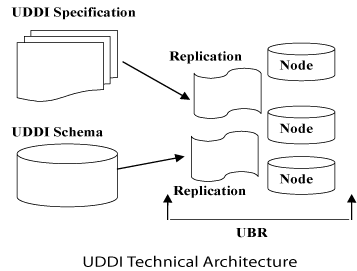 UDDI Specification
Replication
Node
Node
UDDI Schema
Node
Replication
UBR
UDDI Technical Architecture